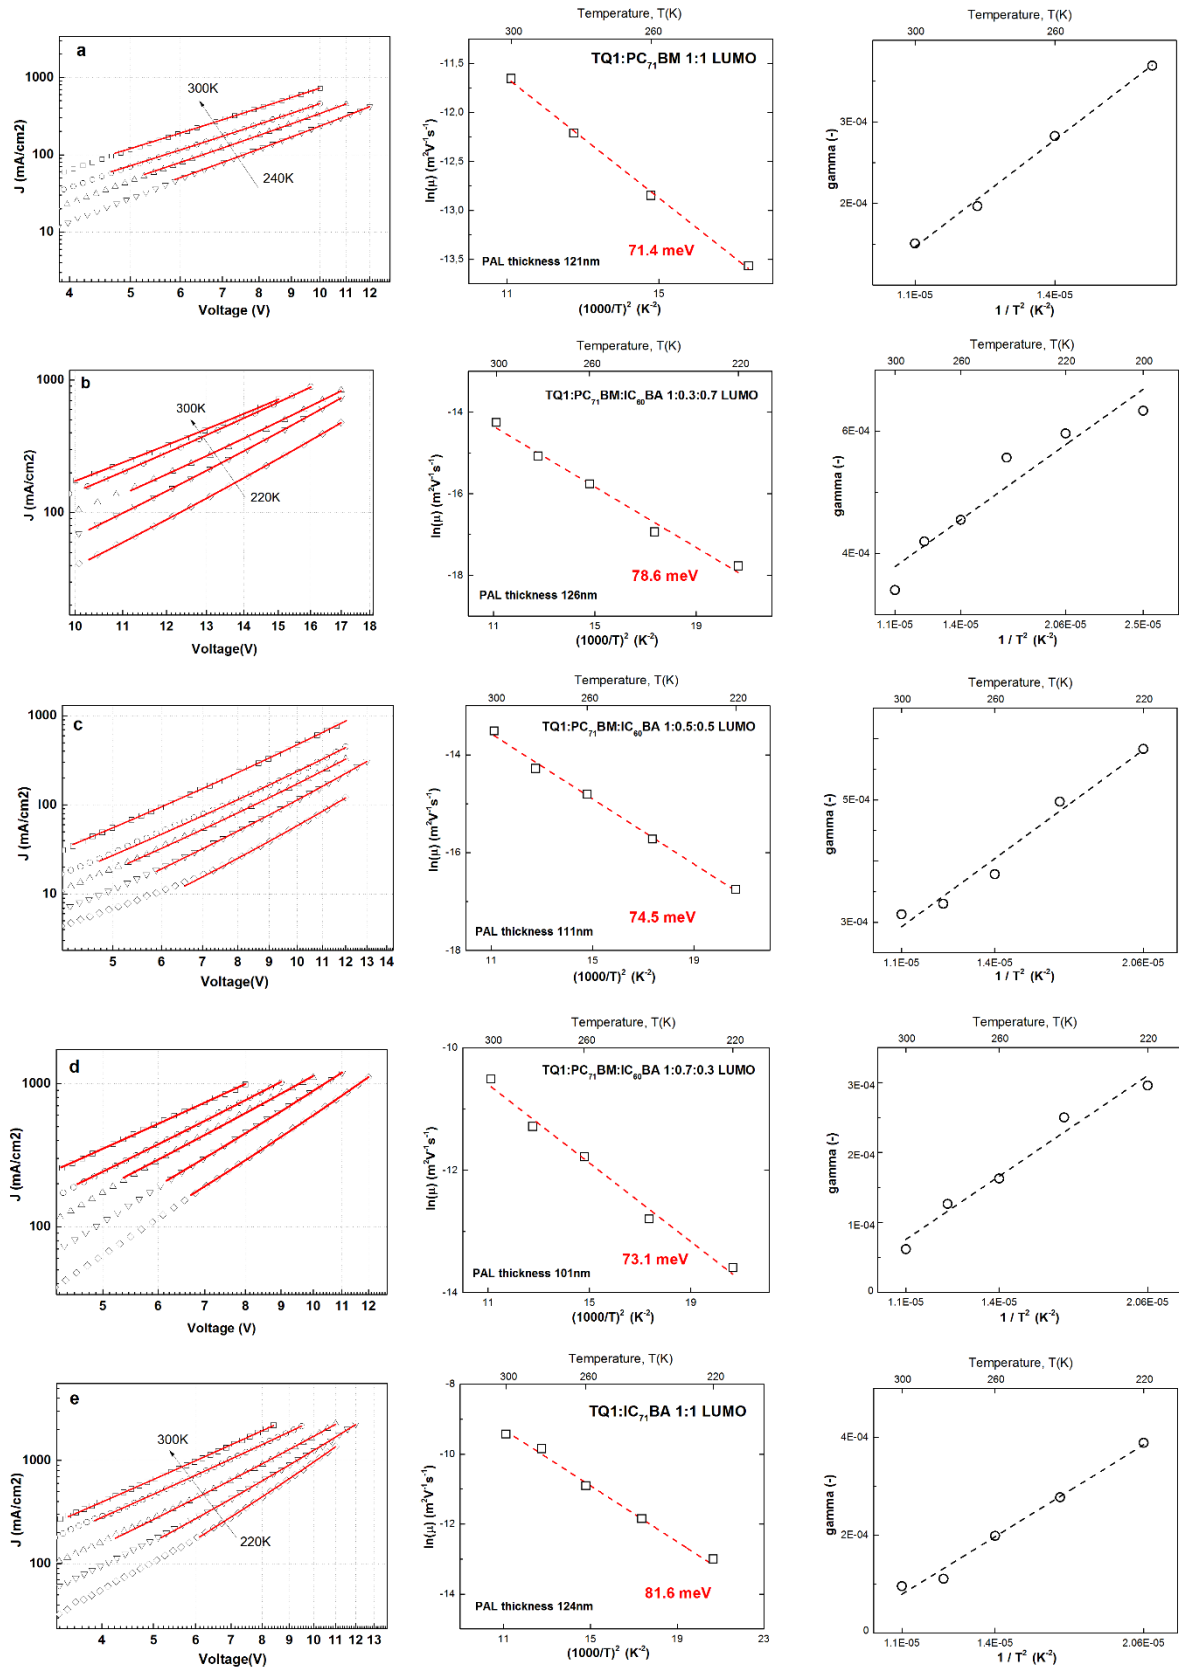 a
1000
100
10
J (mA/cm2)
300K
240K
4 5 6 7 8 9 10 11 12
Voltage (V)
Temperature, T(K)
300 260
TQ1:PC71BM 1:1 LUMO
-11.5
-12.0
-12.5
-13.0
-13.5
ln(μ) (m²V⁻¹s⁻¹)
71.4 meV
PAL thickness 121nm
11 15
(1000/T)² (K⁻²)
Temperature, T(K)
300 260
3E-04
2E-04
gamma (-)
1.1E-05 1.4E-05
1 / T² (K⁻²)
b
1000
100
J (mA/cm2)
300K
220K
10 11 12 13 14 15 16 17 18
Voltage(V)
Temperature, T(K)
300 260 220
TQ1:PC71BM:IC60BA 1:0.3:0.7 LUMO
-14
-16
-18
ln(μ) (m²V⁻¹s⁻¹)
78.6 meV
PAL thickness 126nm
11 15 19
(1000/T)² (K⁻²)
Temperature, T(K)
300 260 220 200
6E-04
4E-04
gamma (-)
1.1E-05 1.4E-05 2.06E-05 2.5E-05
1 / T² (K⁻²)
c
1000
100
10
J (mA/cm2)
5 6 7 8 9 10 11 12 13 14
Voltage(V)
Temperature, T(K)
300 260 220
TQ1:PC71BM:IC60BA 1:0.5:0.5 LUMO
-14
-16
-18
ln(μ) (m²V⁻¹s⁻¹)
74.5 meV
PAL thickness 111nm
11 15 19
(1000/T)² (K⁻²)
Temperature, T(K)
300 260 220
5E-04
3E-04
gamma (-)
1.1E-05 1.4E-05 2.06E-05
1 / T² (K⁻²)
d
1000
100
J (mA/cm2)
5 6 7 8 9 10 11 12
Voltage (V)
Temperature, T(K)
300 260 220
TQ1:PC71BM:IC60BA 1:0.7:0.3 LUMO
-10
-12
-14
ln(μ) (m²V⁻¹s⁻¹)
73.1 meV
PAL thickness 101nm
11 15 19
(1000/T)² (K⁻²)
Temperature, T(K)
300 260 220
3E-04
2E-04
1E-04
0
gamma (-)
1.1E-05 1.4E-05 2.06E-05
1 / T² (K⁻²)
e
1000
100
J (mA/cm2)
300K
220K
4 5 6 7 8 9 10 11 12 13
Voltage(V)
Temperature, T(K)
300 260 220
TQ1:IC71BA 1:1 LUMO
-8
-10
-12
-14
ln(μ) (m²V⁻¹s⁻¹)
81.6 meV
PAL thickness 124nm
11 15 19 23
(1000/T)² (K⁻²)
Temperature, T(K)
300 260 220
4E-04
2E-04
0
gamma (-)
1.1E-05 1.4E-05 2.06E-05
1 / T² (K⁻²)